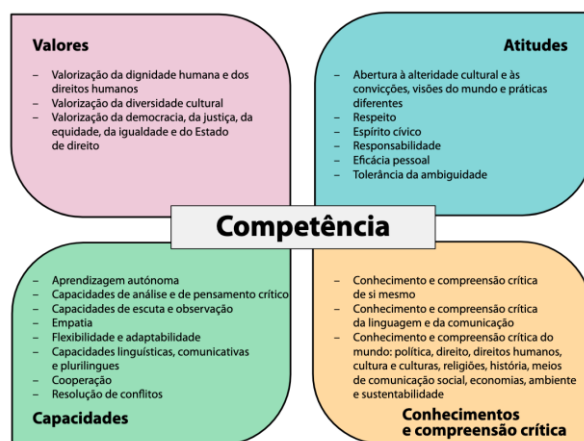 Valores
– Valorização da dignidade humana e dos
direitos humanos
– Valorização da diversidade cultural
– Valorização da democracia, da justiça, da
equidade, da igualdade e do Estado
de direito
Atitudes
– Abertura à alteridade cultural e às
convicções, visões do mundo e práticas
diferentes
– Respeito
– Espírito cívico
– Responsabilidade
– Eficácia pessoal
– Tolerância da ambiguidade
Competência
– Aprendizagem autónoma
– Capacidades de análise e de pensamento crítico
– Capacidades de escuta e observação
– Empatia
– Flexibilidade e adaptabilidade
– Capacidades linguísticas, comunicativas
e plurilingues
– Cooperação
– Resolução de conflitos
Capacidades
– Conhecimento e compreensão crítica
de si mesmo
– Conhecimento e compreensão crítica
da linguagem e da comunicação
– Conhecimento e compreensão crítica do
mundo: política, direito, direitos humanos,
cultura e culturas, religiões, história, meios
de comunicação social, economias, ambiente
e sustentabilidade
Conhecimentos
e compreensão crítica